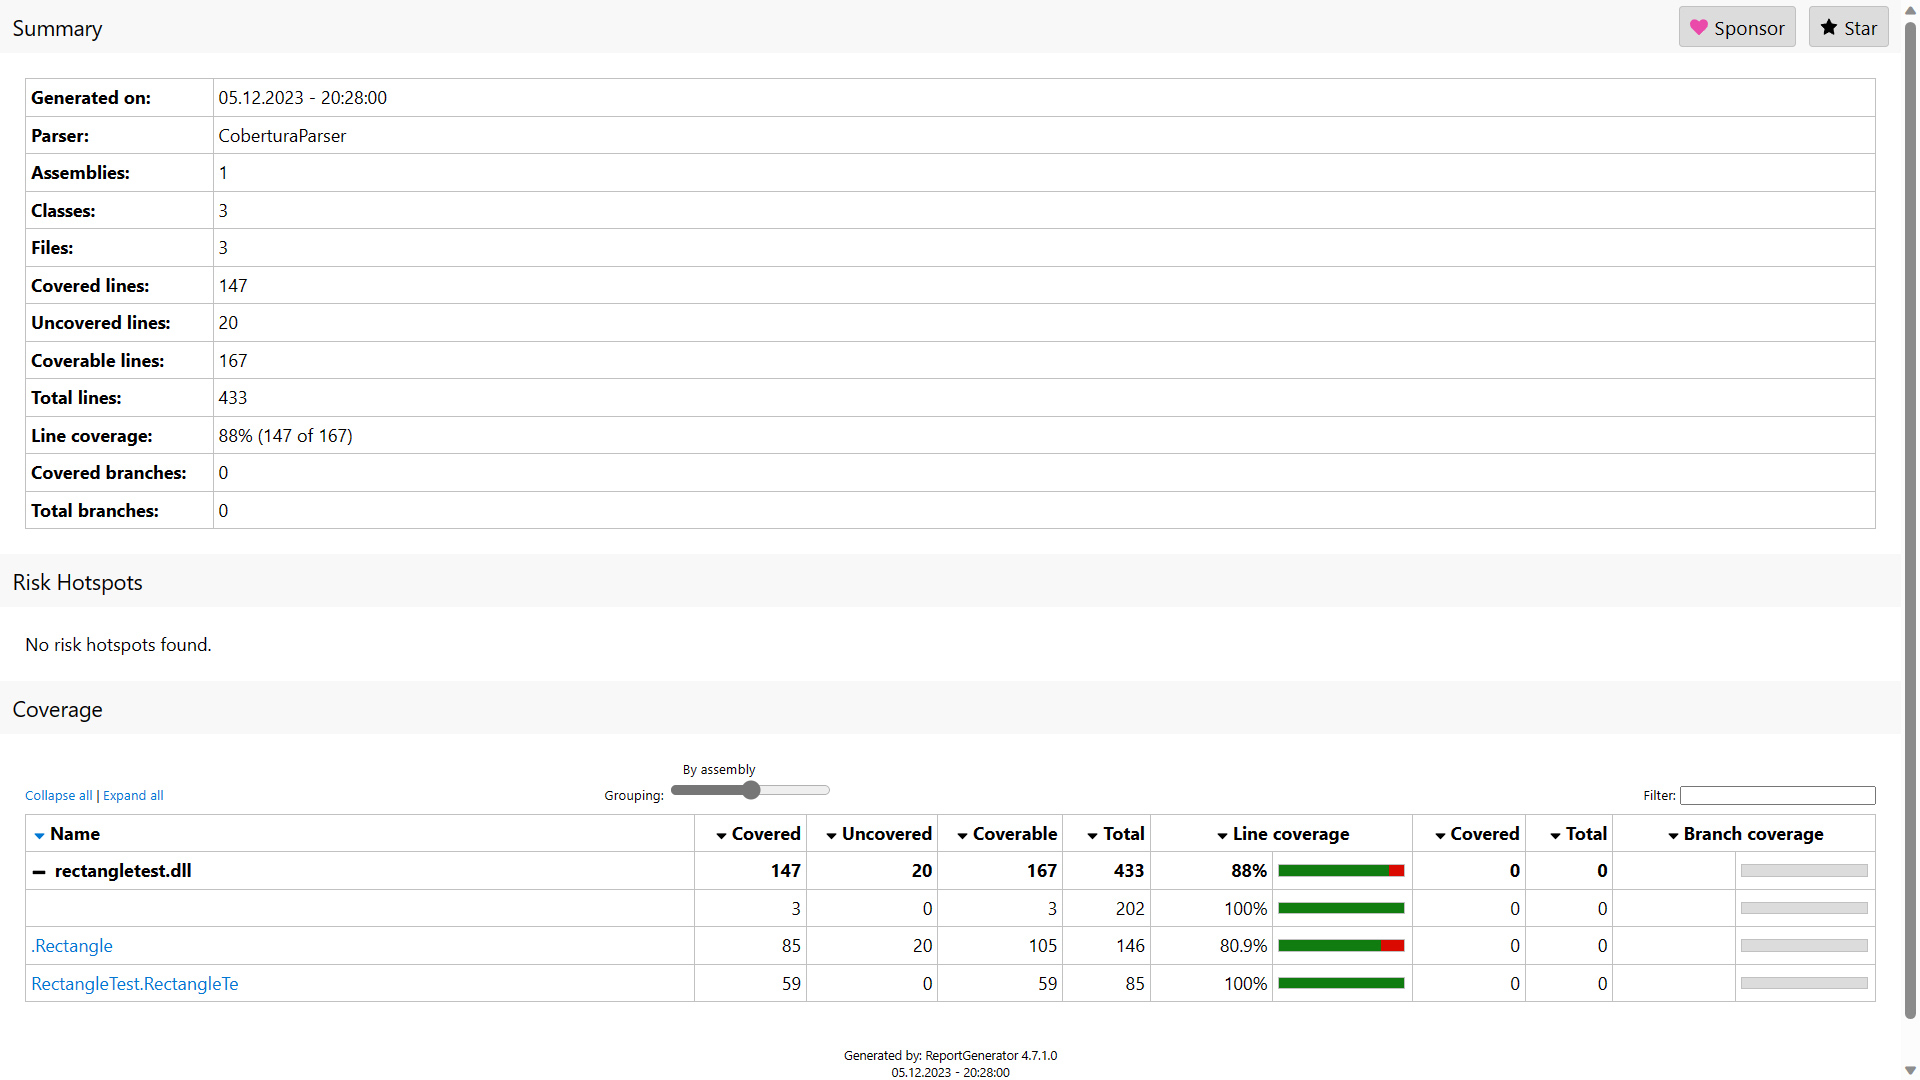 Summary
Sponsor
Star
Generated on: 05.12.2023 - 20:28:00
Parser: CoberturaParser
Assemblies: 1
Classes: 3
Files: 3
Covered lines: 147
Uncovered lines: 20
Coverable lines: 167
Total lines: 433
Line coverage: 88% (147 of 167)
Covered branches: 0
Total branches: 0
Risk Hotspots
No risk hotspots found.
Coverage
By assembly
Collapse all | Expand all
Grouping:
Filter:
Name Covered Uncovered Coverable Total Line coverage Covered Total Branch coverage
rectangletest.dll 147 20 167 433 88% 0 0
3 0 3 202 100% 0 0
.Rectangle 85 20 105 146 80.9% 0 0
RectangleTest.RectangleTe 59 0 59 85 100% 0 0
Generated by: ReportGenerator 4.7.1.0
05.12.2023 - 20:28:00